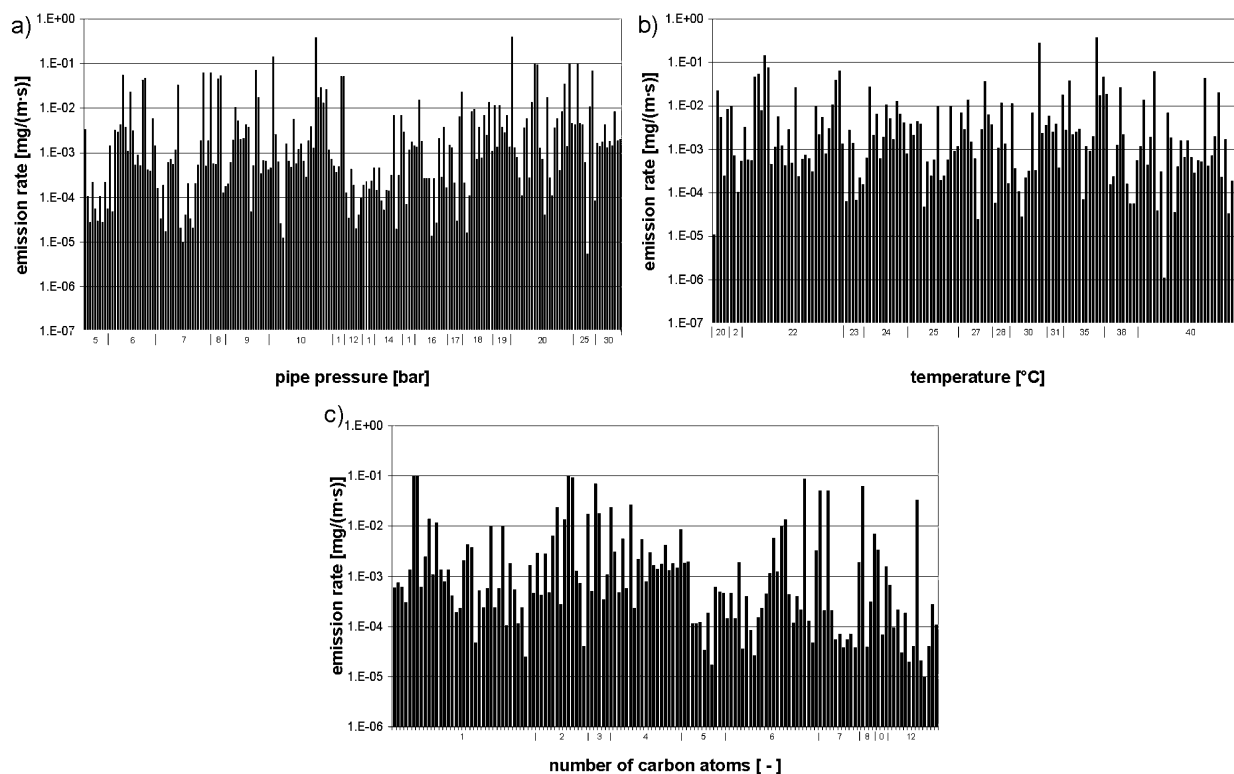 a)
1.E+00
1.E-01
1.E-02
1.E-03
1.E-04
1.E-05
1.E-06
1.E-07
emission rate [mg/(m·s)]
5 | 6 | 7 | 8 | 9 | 10 | 1 | 12 | 1 | 14 | 1 | 16 | 17 | 18 | 19 | 20 | 25 | 30
pipe pressure [bar]
b)
1.E+00
1.E-01
1.E-02
1.E-03
1.E-04
1.E-05
1.E-06
1.E-07
emission rate [mg/(m·s)]
20 | 2 | 22 | 23 | 24 | 25 | 27 | 28 | 30 | 31 | 35 | 38 | 40
temperature [°C]
c)
1.E+00
1.E-01
1.E-02
1.E-03
1.E-04
1.E-05
1.E-06
emission rate [mg/(m·s)]
1 | 2 | 3 | 4 | 5 | 6 | 7 | 8 | 0 | 12
number of carbon atoms [ - ]